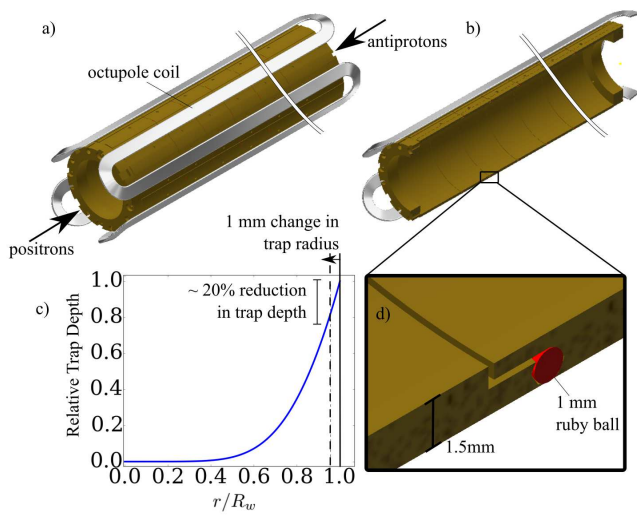 a)
antiprotons
octupole coil
positrons
b)
1 mm change in
trap radius
c)
~ 20% reduction
in trap depth
Relative Trap Depth
1.0
0.8
0.6
0.4
0.2
0.0
0.0 0.2 0.4 0.6 0.8 1.0
r/R_w
d)
1 mm
ruby ball
1.5mm